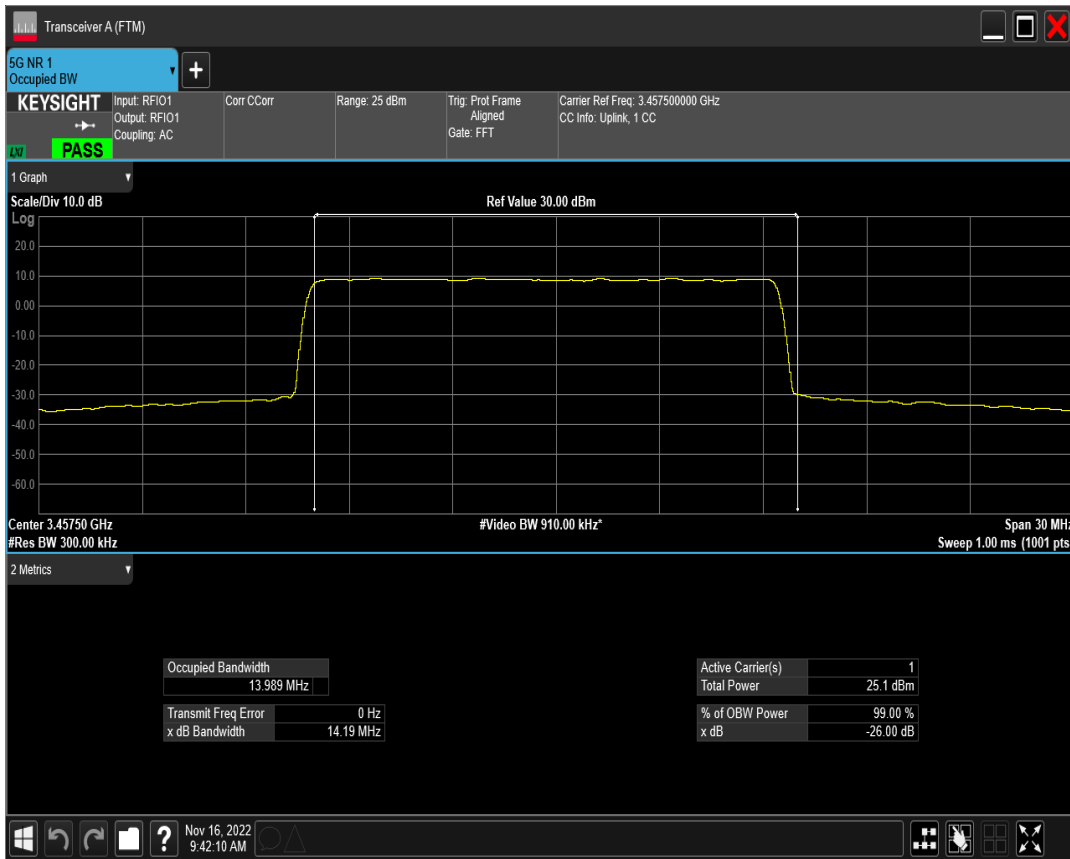 Transceiver A (FTM)
5G NR 1
Occupied BW
+
KEYSIGHT
LXI
PASS
Input: RFIO1
Output: RFIO1
Coupling: AC
Corr CCorr
Range: 25 dBm
Trig: Prot Frame
Aligned
Gate: FFT
Carrier Ref Freq: 3.457500000 GHz
CC Info: Uplink, 1 CC
1 Graph
Scale/Div 10.0 dB
Ref Value 30.00 dBm
Log
20.0
10.0
0.00
-10.0
-20.0
-30.0
-40.0
-50.0
-60.0
Center 3.45750 GHz
#Video BW 910.00 kHz*
Span 30 MHz
#Res BW 300.00 kHz
Sweep 1.00 ms (1001 pts
2 Metrics
Occupied Bandwidth
13.989 MHz
Transmit Freq Error 0 Hz
x dB Bandwidth 14.19 MHz
Active Carrier(s) 1
Total Power 25.1 dBm
% of OBW Power 99.00 %
x dB -26.00 dB
?
Nov 16, 2022
9:42:10 AM